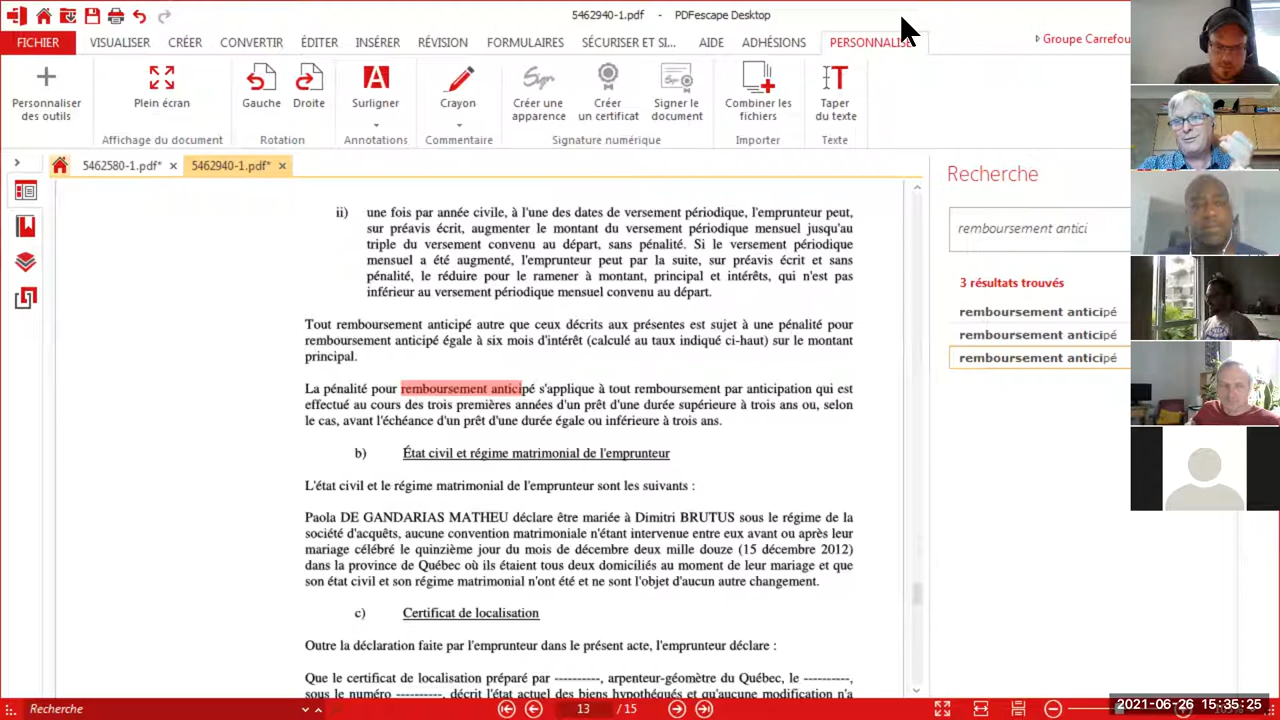 5462940-1.pdf - PDFescape Desktop
FICHIER VISUALISER CRÉER CONVERTIR ÉDITER INSÉRER RÉVISION FORMULAIRES SÉCURISER ET SI... AIDE ADHÉSIONS PERSONNALISÉ Groupe Carrefou
Personnaliser des outils
Plein écran
Gauche Droite
Surligner
Crayon
Créer une apparence
Créer un certificat
Signer le document
Combiner les fichiers
Taper du texte
Affichage du document Rotation Annotations Commentaire Signature numérique Importer Texte
5462580-1.pdf* 5462940-1.pdf*
ii) une fois par année civile, à l'une des dates de versement périodique, l'emprunteur peut,
sur préavis écrit, augmenter le montant du versement périodique mensuel jusqu'au
triple du versement convenu au départ, sans pénalité. Si le versement périodique
mensuel a été augmenté, l'emprunteur peut par la suite, sur préavis écrit et sans
pénalité, le réduire pour le ramener à montant, principal et intérêts, qui n'est pas
inférieur au versement périodique mensuel convenu au départ.
Tout remboursement anticipé autre que ceux décrits aux présentes est sujet à une pénalité pour
remboursement anticipé égale à six mois d'intérêt (calculé au taux indiqué ci-haut) sur le montant
principal.
La pénalité pour remboursement anticipé s'applique à tout remboursement par anticipation qui est
effectué au cours des trois premières années d'un prêt d'une durée supérieure à trois ans ou, selon
le cas, avant l'échéance d'un prêt d'une durée égale ou inférieure à trois ans.
b) État civil et régime matrimonial de l'emprunteur
L'état civil et le régime matrimonial de l'emprunteur sont les suivants :
Paola DE GANDARIAS MATHEU déclare être mariée à Dimitri BRUTUS sous le régime de la
société d'acquêts, aucune convention matrimoniale n'étant intervenue entre eux avant ou après leur
mariage célébré le quinzième jour du mois de décembre deux mille douze (15 décembre 2012)
dans la province de Québec où ils étaient tous deux domiciliés au moment de leur mariage et que
son état civil et son régime matrimonial n'ont été et ne sont l'objet d'aucun autre changement.
c) Certificat de localisation
Outre la déclaration faite par l'emprunteur dans le présent acte, l'emprunteur déclare :
Que le certificat de localisation préparé par ----------, arpenteur-géomètre du Québec, le ----------,
sous le numéro ----------, décrit l'état actuel des biens hypothéqués et qu'aucune modification n'a
Recherche
remboursement antici
3 résultats trouvés
remboursement anticipé
remboursement anticipé
remboursement anticipé
Recherche 13 / 15
2021-06-26 15:35:25